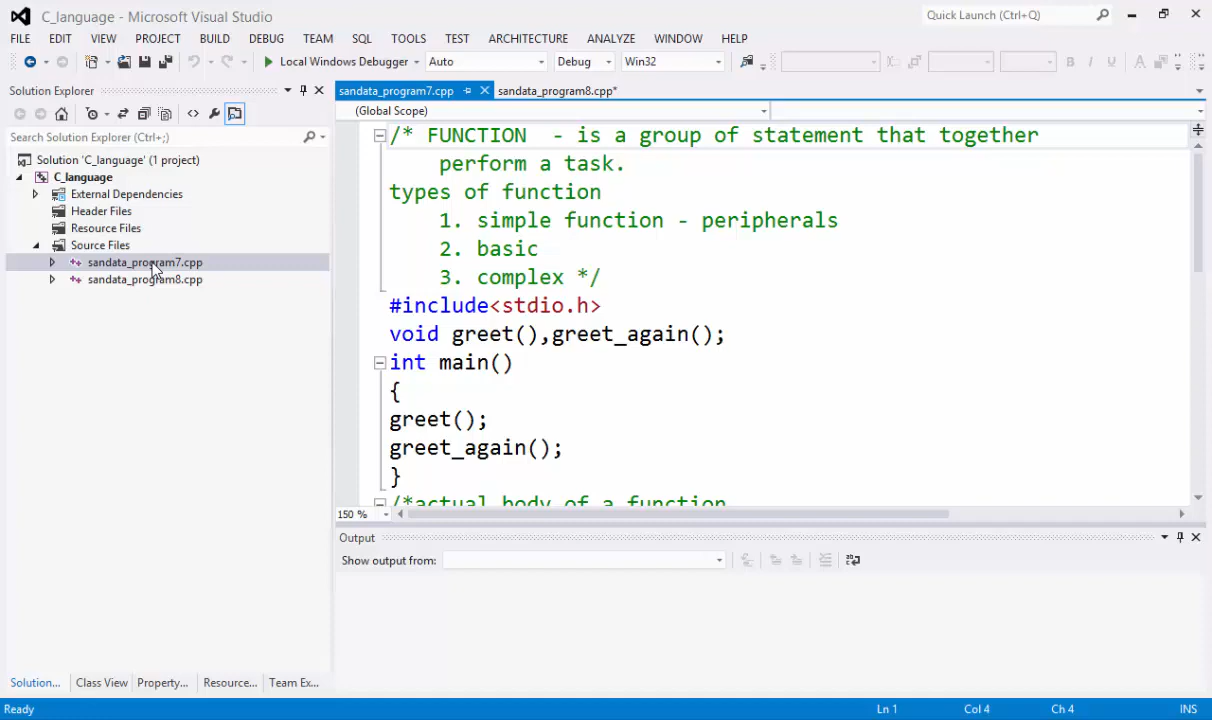 C_language - Microsoft Visual Studio
Quick Launch (Ctrl+Q)
FILE EDIT VIEW PROJECT BUILD DEBUG TEAM SQL TOOLS TEST ARCHITECTURE ANALYZE WINDOW HELP
Local Windows Debugger Auto Debug Win32
Solution Explorer
Search Solution Explorer (Ctrl+;)
Solution 'C_language' (1 project)
C_language
External Dependencies
Header Files
Resource Files
Source Files
sandata_program7.cpp
sandata_program8.cpp
Solution... Class View Property... Resource... Team Ex...
sandata_program7.cpp sandata_program8.cpp*
(Global Scope)
/* FUNCTION - is a group of statement that together
perform a task.
types of function
1. simple function - peripherals
2. basic
3. complex */
#include<stdio.h>
void greet(),greet_again();
int main()
{
greet();
greet_again();
}
/*actual body of a function
150 %
Output
Show output from:
Ready Ln 1 Col 4 Ch 4 INS